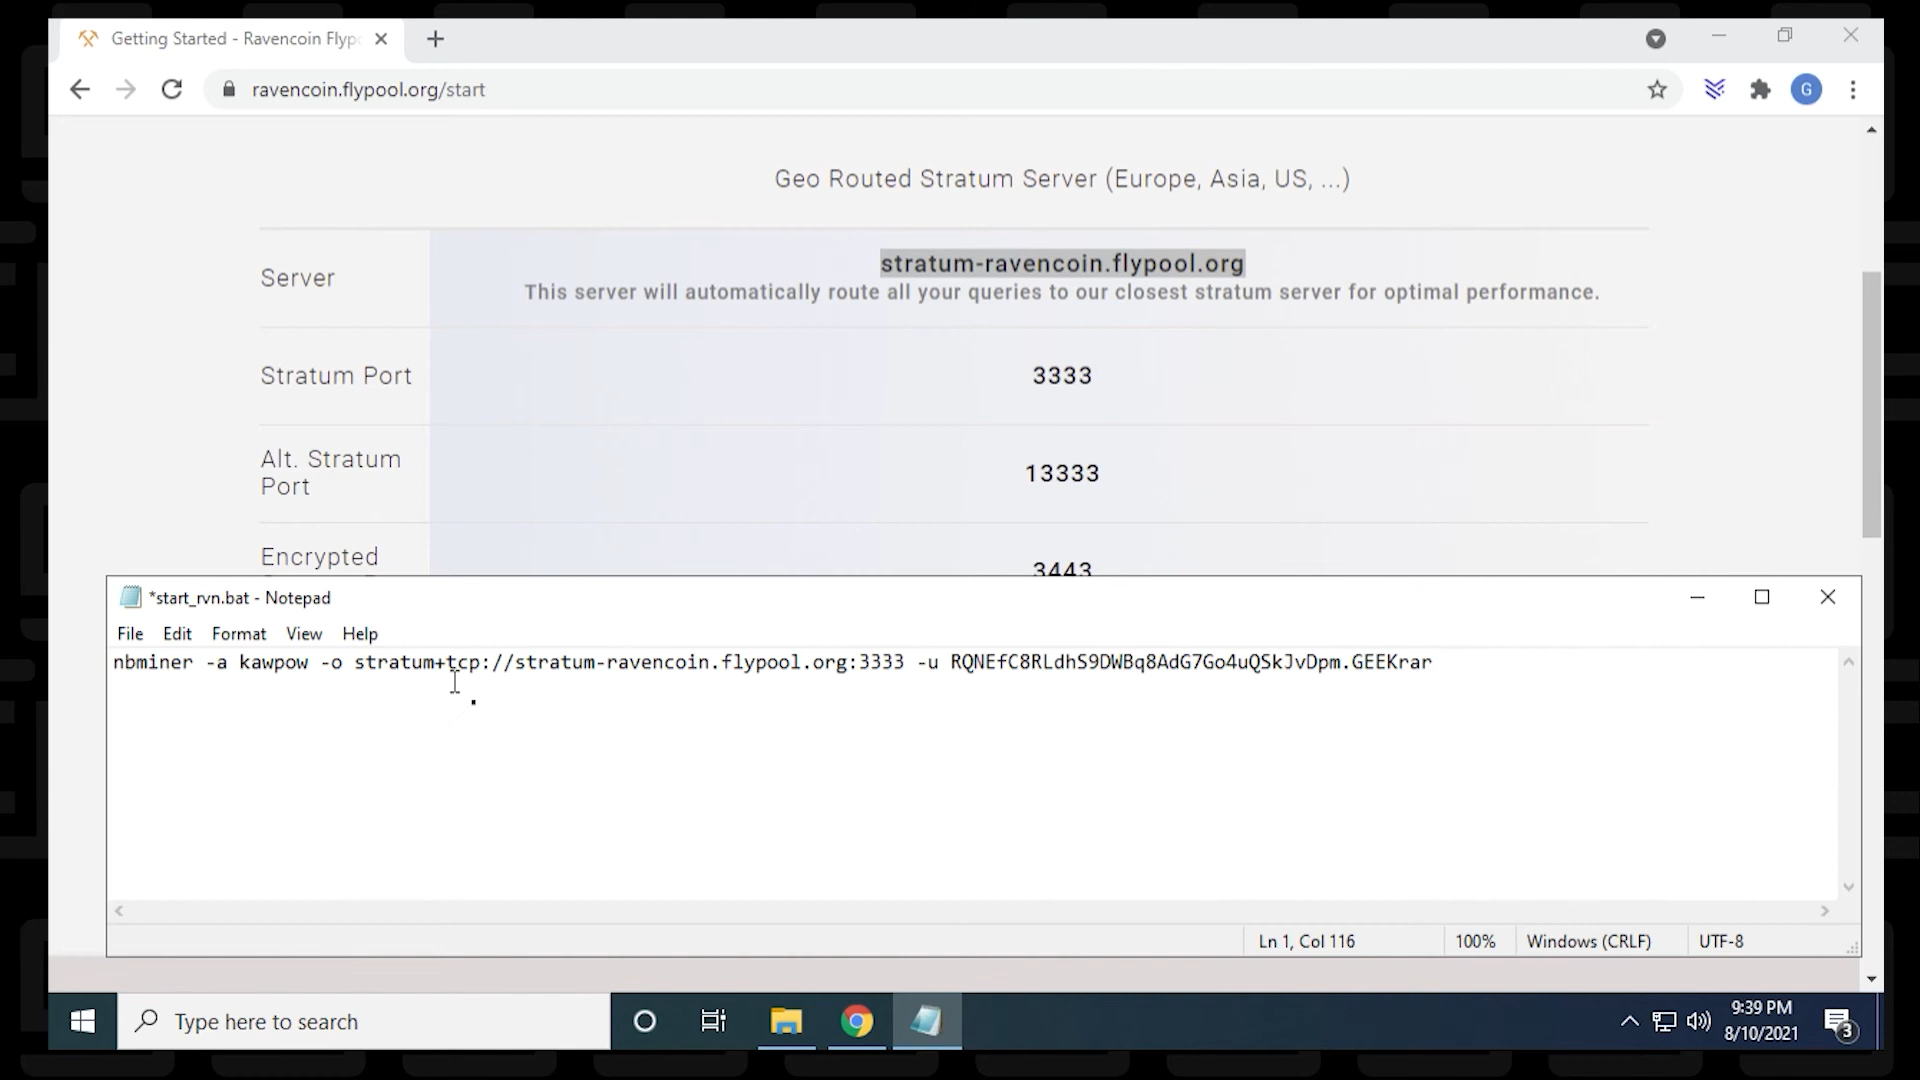 Getting Started - Ravencoin Flyp
ravencoin.flypool.org/start
G
Geo Routed Stratum Server (Europe, Asia, US, ...)
Server
stratum-ravencoin.flypool.org
This server will automatically route all your queries to our closest stratum server for optimal performance.
Stratum Port
3333
Alt. Stratum
Port
13333
Encrypted
3443
*start_rvn.bat - Notepad
File Edit Format View Help
nbminer -a kawpow -o stratum+tcp://stratum-ravencoin.flypool.org:3333 -u RQNEfC8RLdhS9DWBq8AdG7Go4uQSkJvDpm.GEEKrar
.
Ln 1, Col 116
100%
Windows (CRLF)
UTF-8
Type here to search
9:39 PM
8/10/2021
3